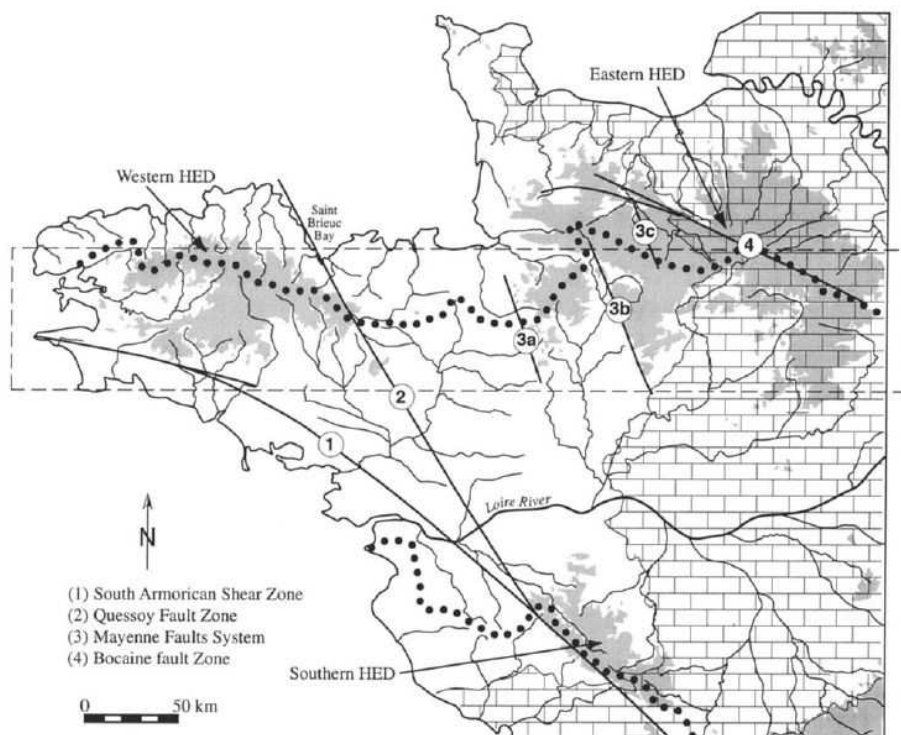 Eastern HED
Western HED
Saint
Brieuc
Bay
3c
4
3b
3a
2
1
Loire River
N
(1) South Armorican Shear Zone
(2) Quessoy Fault Zone
(3) Mayenne Faults System
(4) Bocaine fault Zone
Southern HED
0 50 km